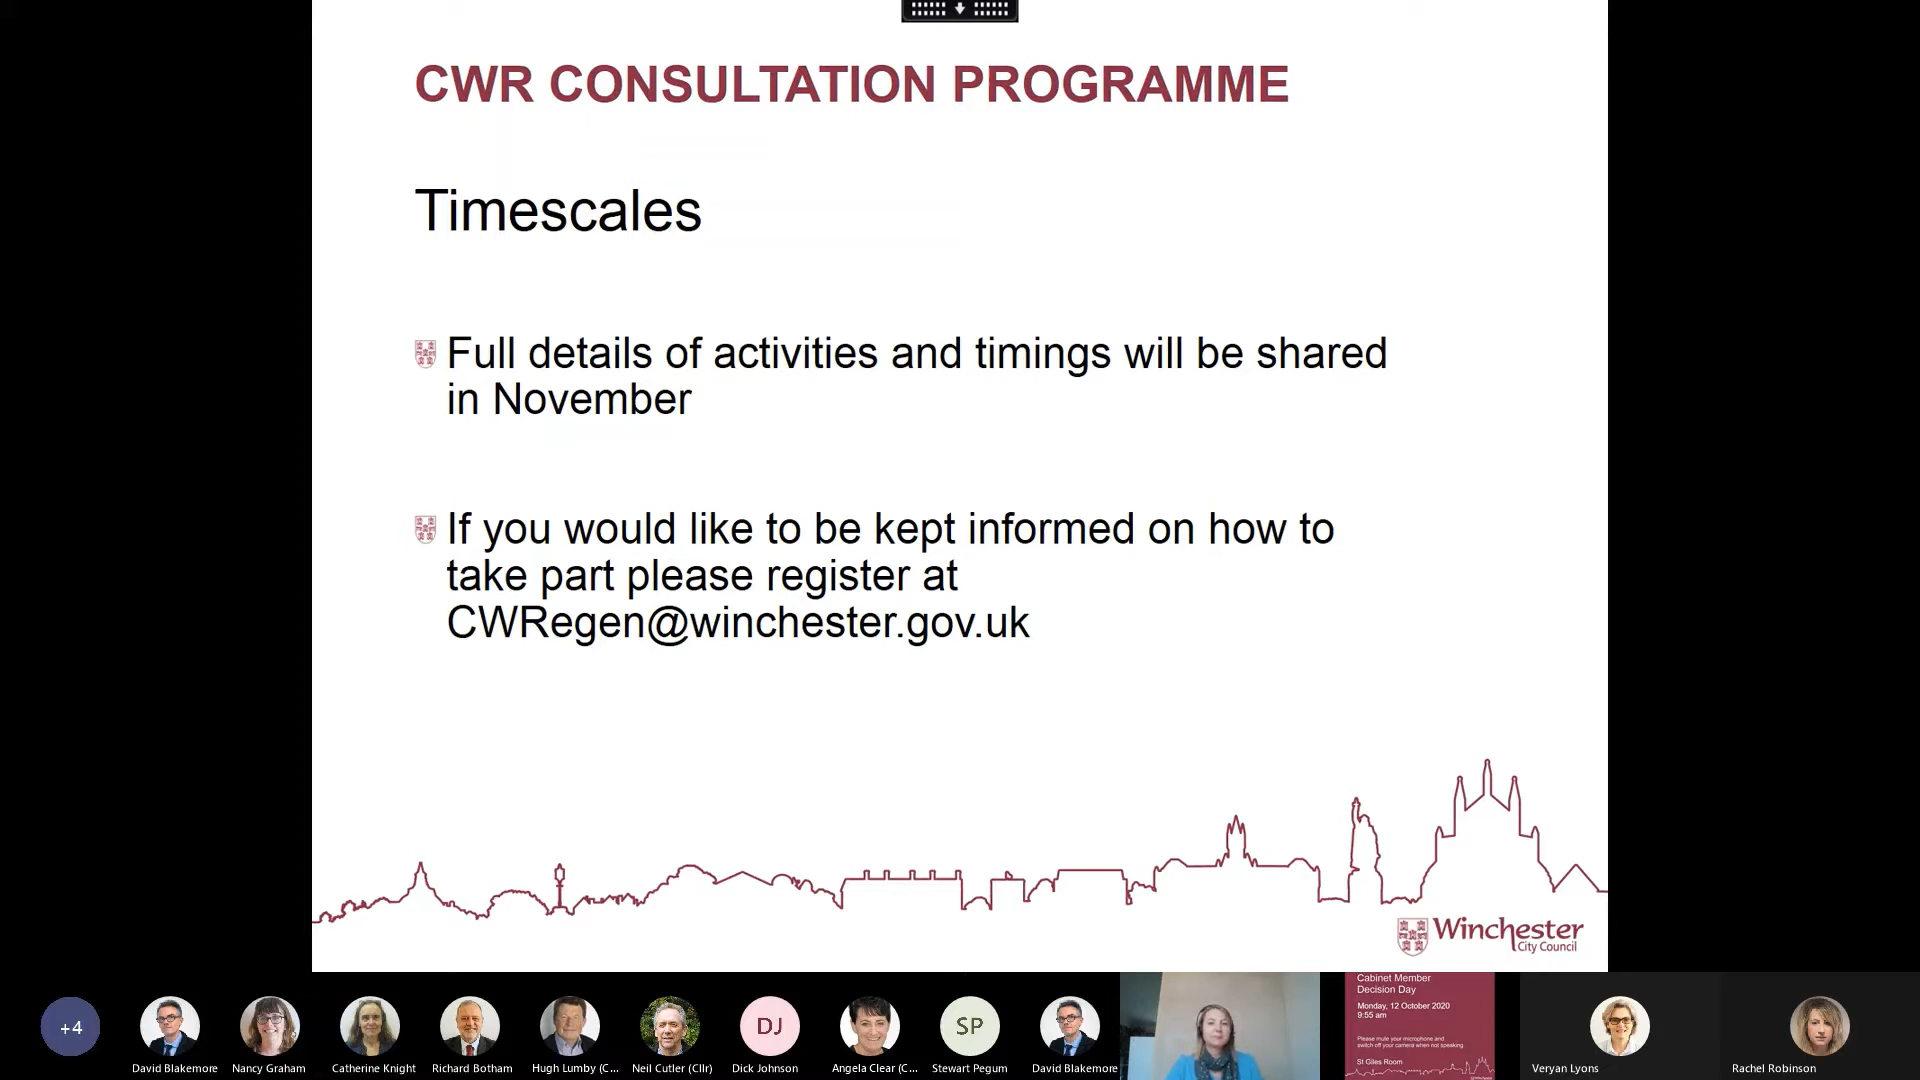 CWR CONSULTATION PROGRAMME
Timescales
Full details of activities and timings will be shared
in November
If you would like to be kept informed on how to
take part please register at
CWRegen@winchester.gov.uk
Winchester
City Council
+4
David Blakemore
Nancy Graham
Catherine Knight
Richard Botham
Hugh Lumby (C...
Neil Cutler (Cllr)
DJ
Dick Johnson
Angela Clear (C...
SP
Stewart Pegum
David Blakemore
Cabinet Member
Decision Day
Monday, 12 October 2020
9:55 am
Please mute your microphone and
switch off your camera when not speaking.
St Giles Room
Veryan Lyons
Rachel Robinson